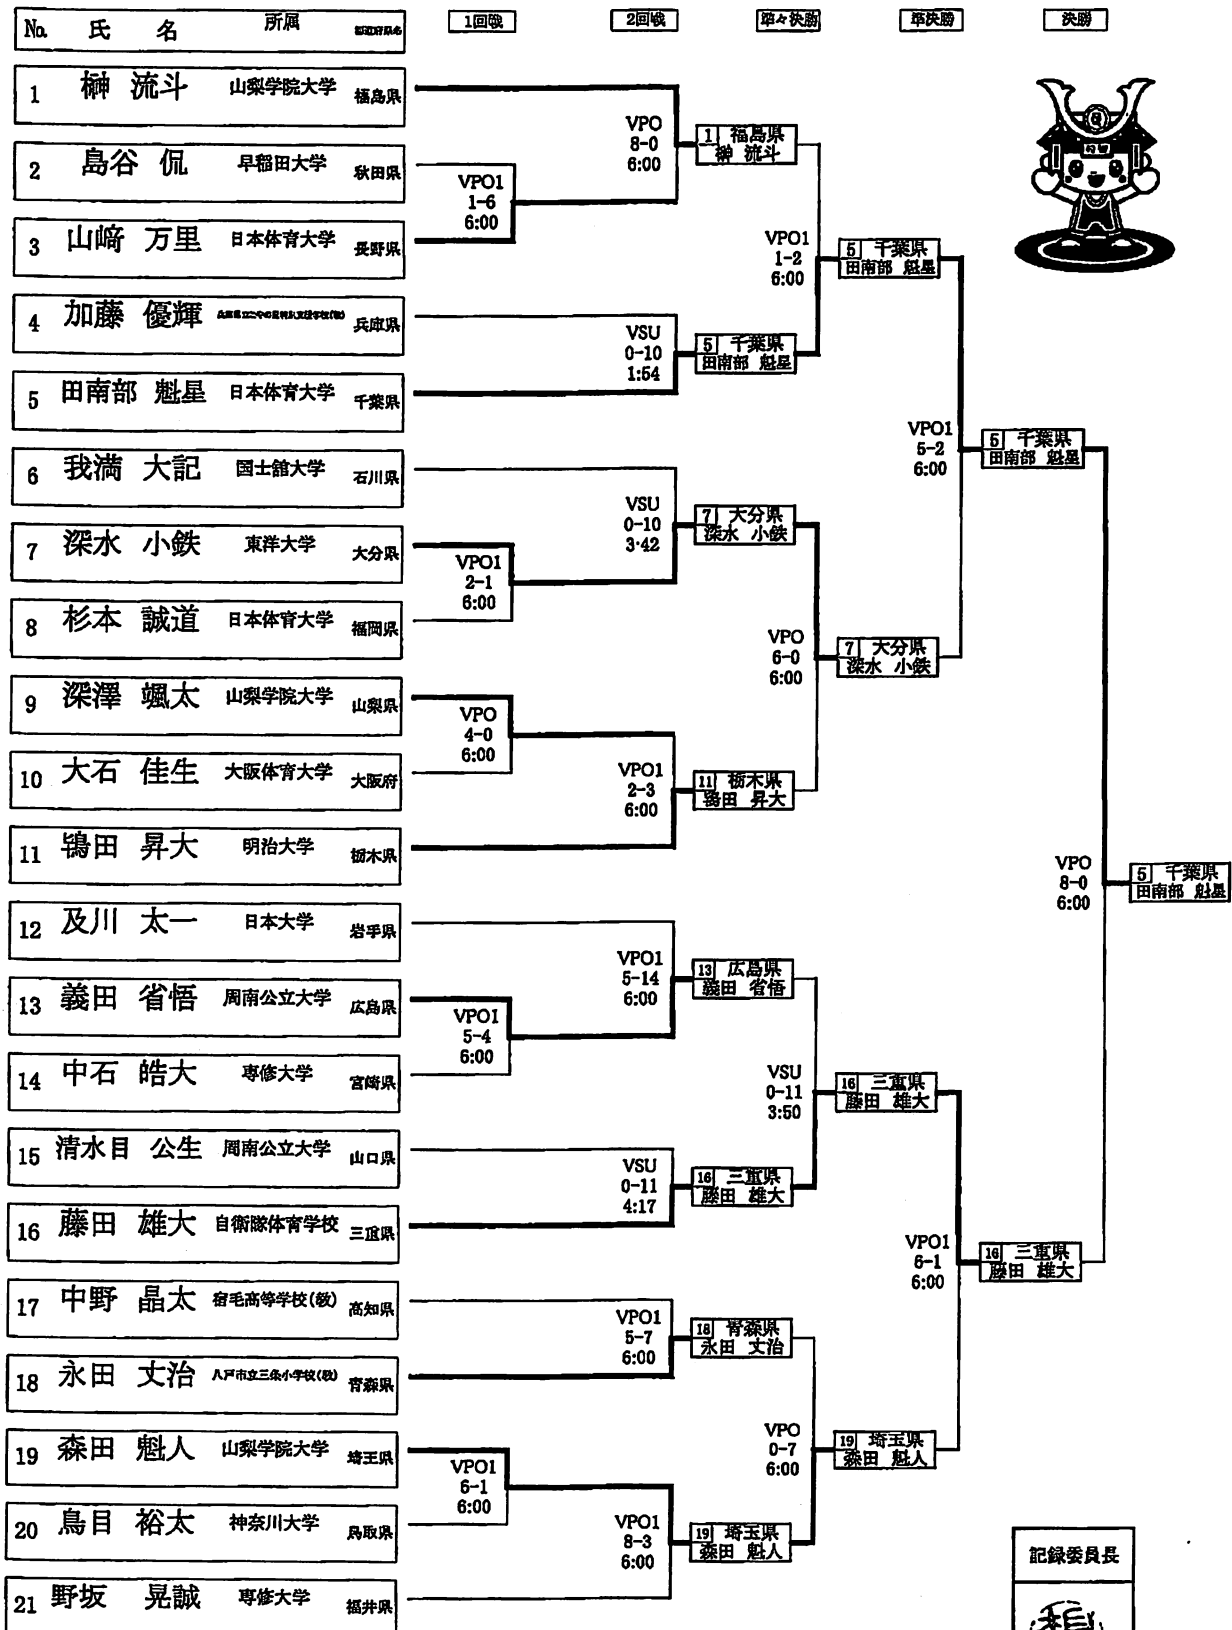 No. 氏 名 所属 都道府県名 1回戦 2回戦 準々決勝 準決勝 決勝
1 榊 流斗 山梨学院大学 福島県
2 島谷 侃 早稲田大学 秋田県
3 山﨑 万里 日本体育大学 長野県
4 加藤 優輝 兵庫県
5 田南部 魁星 日本体育大学 千葉県
6 我満 大記 国士舘大学 石川県
7 深水 小鉄 東洋大学 大分県
8 杉本 誠道 日本体育大学 福岡県
9 深澤 颯太 山梨学院大学 山梨県
10 大石 佳生 大阪体育大学 大阪府
11 鴇田 昇大 明治大学 栃木県
12 及川 太一 日本大学 岩手県
13 義田 省悟 周南公立大学 広島県
14 中石 皓大 専修大学 宮崎県
15 清水目 公生 周南公立大学 山口県
16 藤田 雄大 自衛隊体育学校 三重県
17 中野 晶太 宿毛高等学校(教) 高知県
18 永田 丈治 八戸市立三条小学校(教) 青森県
19 森田 魁人 山梨学院大学 埼玉県
20 鳥目 裕太 神奈川大学 鳥取県
21 野坂 晃誠 専修大学 福井県
VPO1
1-6
6:00
VPO1
2-1
6:00
VPO
4-0
6:00
VPO1
5-4
6:00
VPO1
6-1
6:00
VPO
8-0
6:00
VSU
0-10
1:54
VSU
0-10
3:42
VPO1
2-3
6:00
VPO1
5-14
6:00
VSU
0-11
4:17
VPO1
5-7
6:00
VPO1
8-3
6:00
1 福島県
榊 流斗
5 千葉県
田南部 魁星
7 大分県
深水 小鉄
11 栃木県
鴇田 昇大
13 広島県
義田 省悟
16 三重県
藤田 雄大
18 青森県
永田 丈治
19 埼玉県
森田 魁人
VPO1
1-2
6:00
VPO
6-0
6:00
VSU
0-11
3:50
VPO
0-7
6:00
5 千葉県
田南部 魁星
7 大分県
深水 小鉄
16 三重県
藤田 雄大
19 埼玉県
森田 魁人
VPO1
5-2
6:00
VPO1
6-1
6:00
5 千葉県
田南部 魁星
16 三重県
藤田 雄大
VPO
8-0
6:00
5 千葉県
田南部 魁星
記録委員長